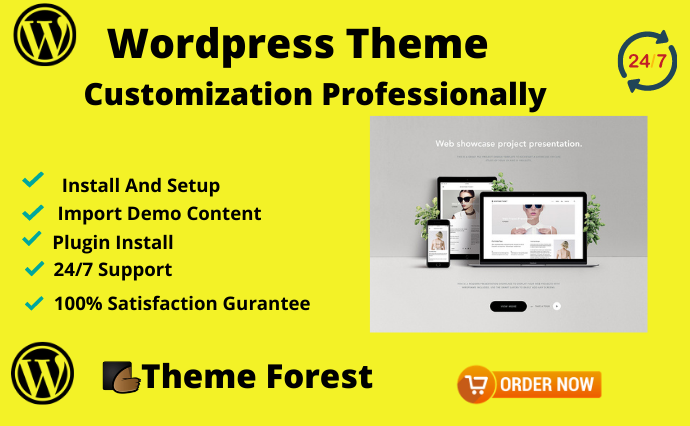 Wordpress Theme
24/7
Customization Professionally
Web showcase project presentation.
Install And Setup
Import Demo Content
Plugin Install
24/7 Support
100% Satisfaction Gurantee
Theme Forest
ORDER NOW